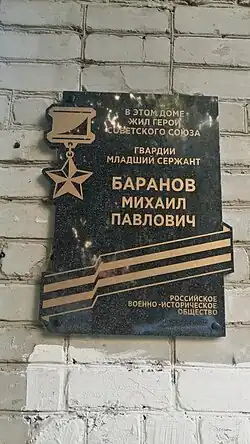 В ЭТОМ ДОМЕ
ЖИЛ ГЕРОЙ
СОВЕТСКОГО СОЮЗА
ГВАРДИИ
МЛАДШИЙ СЕРЖАНТ
БАРАНОВ
МИХАИЛ
ПАВЛОВИЧ
РОССИЙСКОЕ
ВОЕННО-ИСТОРИЧЕСКОЕ
ОБЩЕСТВО